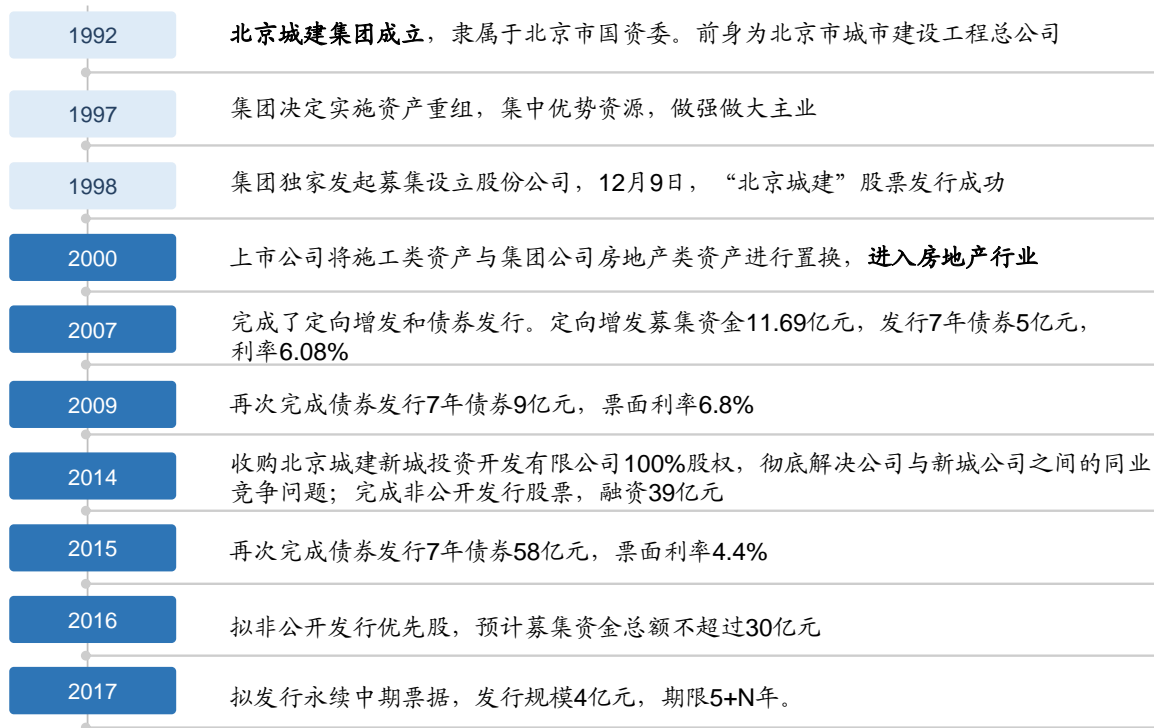 1992
北京城建集团成立，隶属于北京市国资委。前身为北京市城市建设工程总公司
1997
集团决定实施资产重组，集中优势资源，做强做大主业
1998
集团独家发起募集设立股份公司，12月9日，“北京城建”股票发行成功
2000
上市公司将施工类资产与集团公司房地产类资产进行置换，进入房地产行业
2007
完成了定向增发和债券发行。定向增发募集资金11.69亿元，发行7年债券5亿元，
利率6.08%
2009
再次完成债券发行7年债券9亿元，票面利率6.8%
2014
收购北京城建新城投资开发有限公司100%股权，彻底解决公司与新城公司之间的同业
竞争问题；完成非公开发行股票，融资39亿元
2015
再次完成债券发行7年债券58亿元，票面利率4.4%
2016
拟非公开发行优先股，预计募集资金总额不超过30亿元
2017
拟发行永续中期票据，发行规模4亿元，期限5+N年。